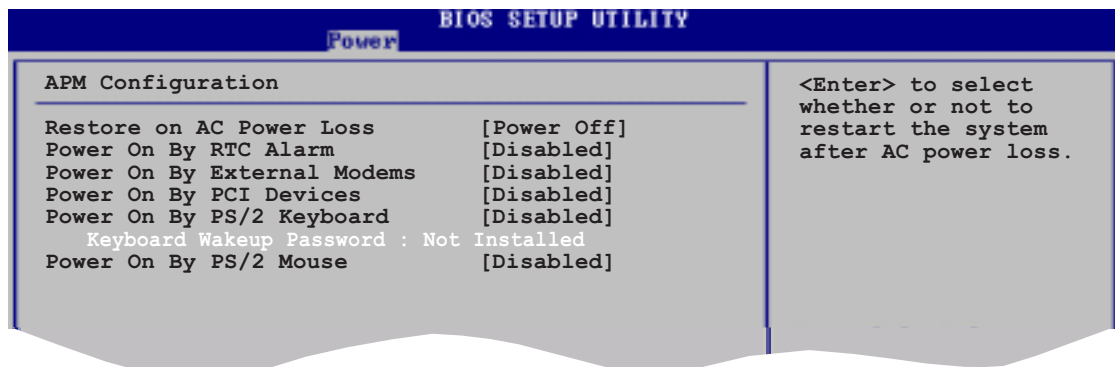 BIOS SETUP UTILITY
Power
APM Configuration
Restore on AC Power Loss [Power Off]
Power On By RTC Alarm [Disabled]
Power On By External Modems [Disabled]
Power On By PCI Devices [Disabled]
Power On By PS/2 Keyboard [Disabled]
Keyboard Wakeup Password : Not Installed
Power On By PS/2 Mouse [Disabled]
<Enter> to select
whether or not to
restart the system
after AC power loss.